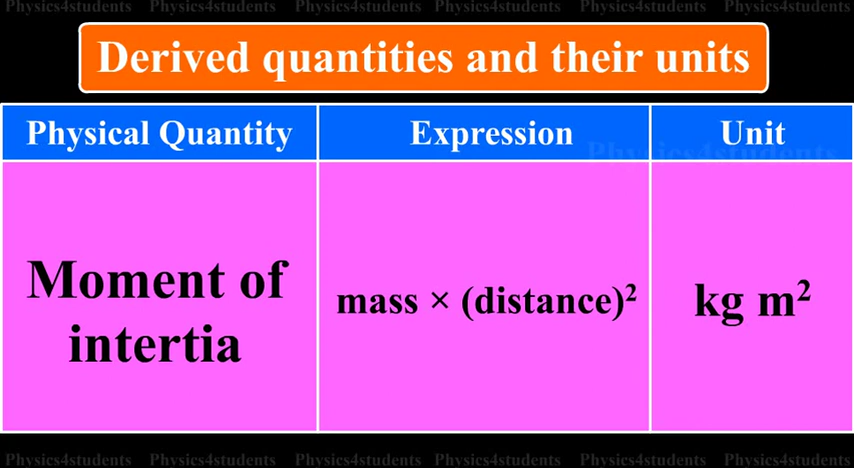 Physics4students Physics4students Physics4students Physics4students Physics4students Physics4students
Derived quantities and their units
Physical Quantity Expression Unit
Physics4students
Moment of
intertia
mass × (distance)² kg m²
Physics4students Physics4students Physics4students Physics4students Physics4students Physics4students